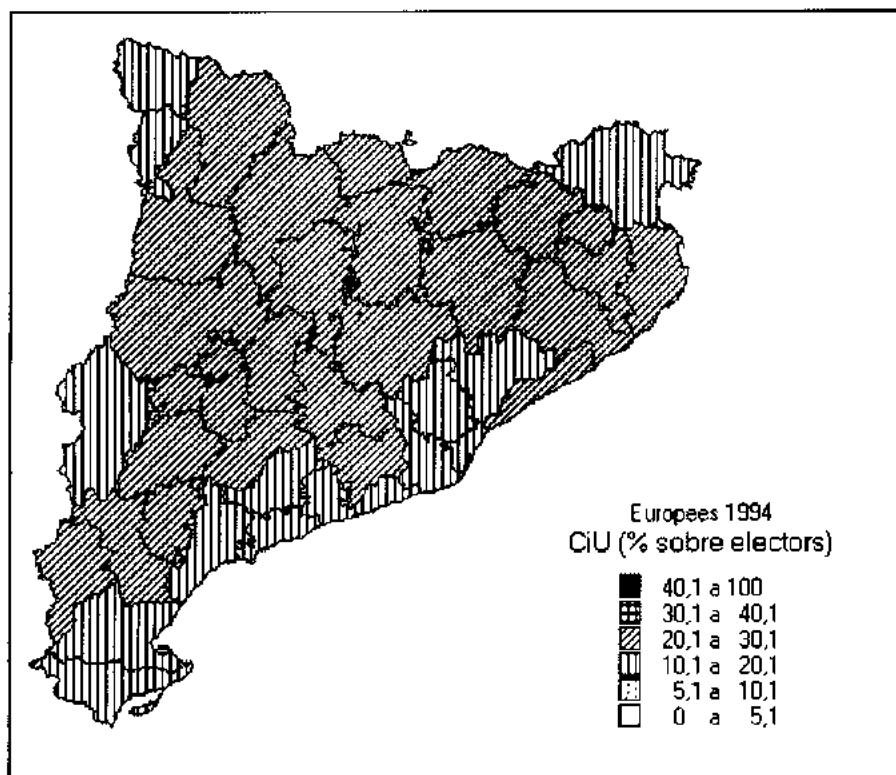 Europees 1994
CiU (% sobre electors)
40,1 a 100
30,1 a 40,1
20,1 a 30,1
10,1 a 20,1
5,1 a 10,1
0 a 5,1